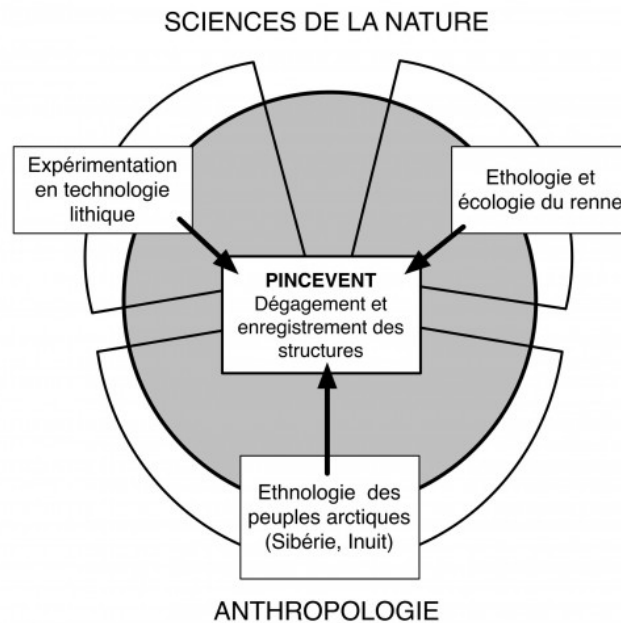 SCIENCES DE LA NATURE
Expérimentation
en technologie
lithique
Ethologie et
écologie du renne
PINCEVENT
Dégagement et
enregistrement des
structures
Ethnologie des
peuples arctiques
(Sibérie, Inuit)
ANTHROPOLOGIE